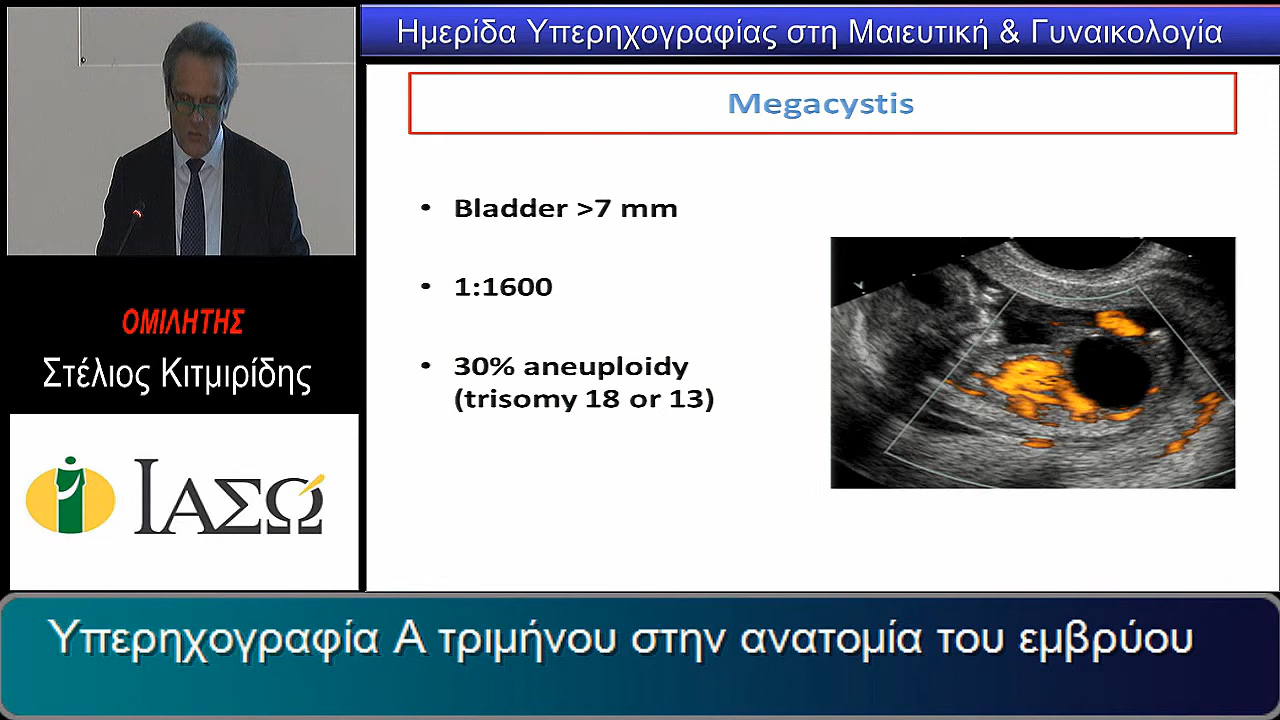 Ημερίδα Υπερηχογραφίας στη Μαιευτική & Γυναικολογία
Megacystis
• Bladder >7 mm
• 1:1600
• 30% aneuploidy
(trisomy 18 or 13)
ΟΜΙΛΗΤΗΣ
Στέλιος Κιτμιρίδης
ΙΑΣΩ
Υπερηχογραφία Α τριμήνου στην ανατομία του εμβρύου